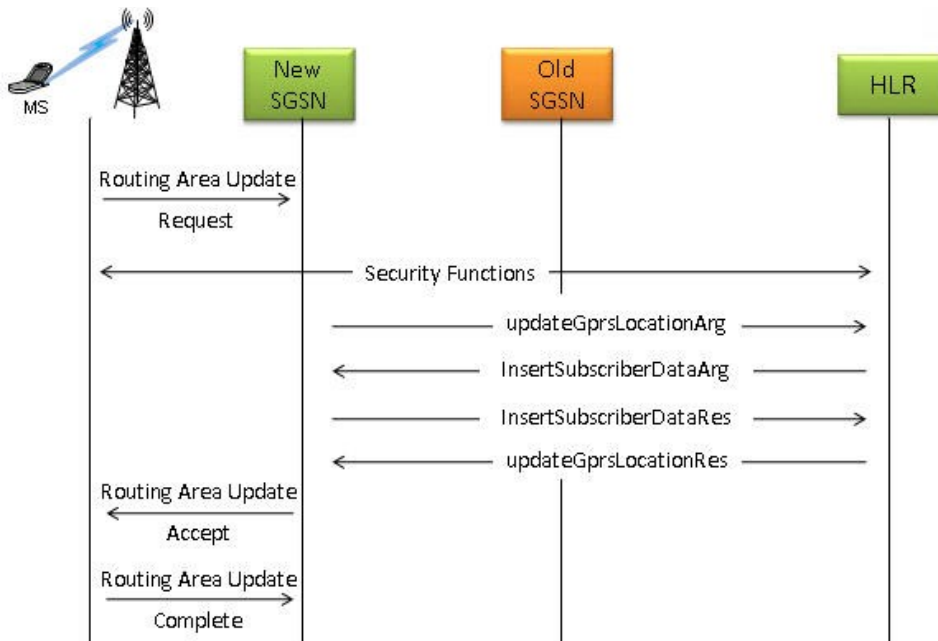 MS
New
SGSN
Old
SGSN
HLR
Routing Area Update
Request
Security Functions
updateGprsLocationArg
InsertSubscriberDataArg
InsertSubscriberDataRes
updateGprsLocationRes
Routing Area Update
Accept
Routing Area Update
Complete